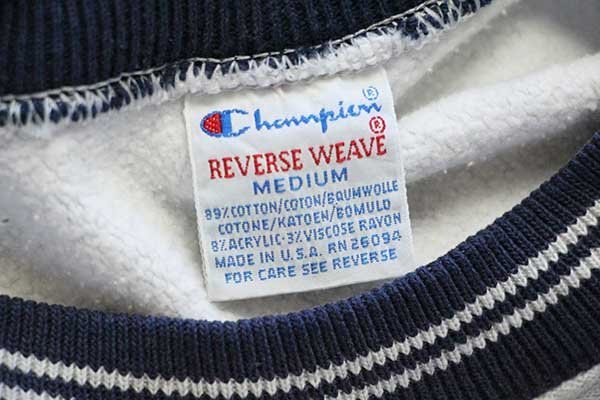 Champion®
REVERSE WEAVE®
MEDIUM
89% COTTON/COTON/BAUMWOLLE
COTONE/KATOEN/BOMULD
8% ACRYLIC·3% VISCOSE RAYON
MADE IN U.S.A. RN 26094
FOR CARE SEE REVERSE